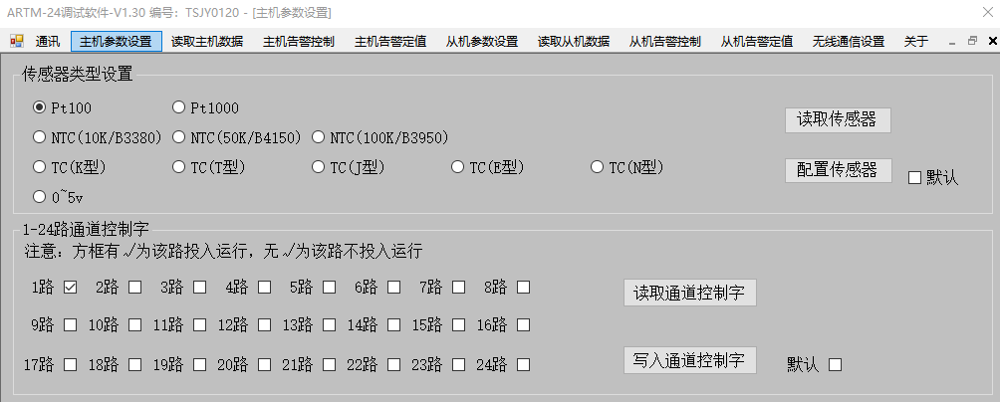 ARTM-24调试软件-V1.30 编号：TSJY0120 - [主机参数设置]
通讯 主机参数设置 读取主机数据 主机告警控制 主机告警定值 从机参数设置 读取从机数据 从机告警控制 从机告警定值 无线通信设置 关于
传感器类型设置
Pt100 Pt1000
读取传感器
NTC(10K/B3380) NTC(50K/B4150) NTC(100K/B3950)
TC(K型) TC(T型) TC(J型) TC(E型) TC(N型)
配置传感器 默认
0~5v
1-24路通道控制字
注意：方框有√为该路投入运行，无√为该路不投入运行
1路 2路 3路 4路 5路 6路 7路 8路
读取通道控制字
9路 10路 11路 12路 13路 14路 15路 16路
17路 18路 19路 20路 21路 22路 23路 24路
写入通道控制字 默认